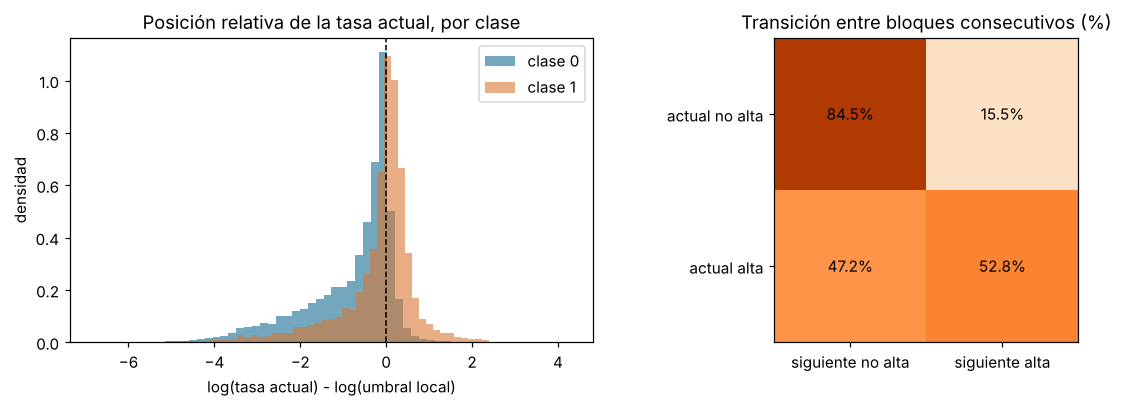 Posición relativa de la tasa actual, por clase
clase 0
clase 1
densidad
1.0
0.8
0.6
0.4
0.2
0.0
−6
−4
−2
0
2
4
log(tasa actual) - log(umbral local)
Transición entre bloques consecutivos (%)
actual no alta
84.5%
15.5%
actual alta
47.2%
52.8%
siguiente no alta
siguiente alta